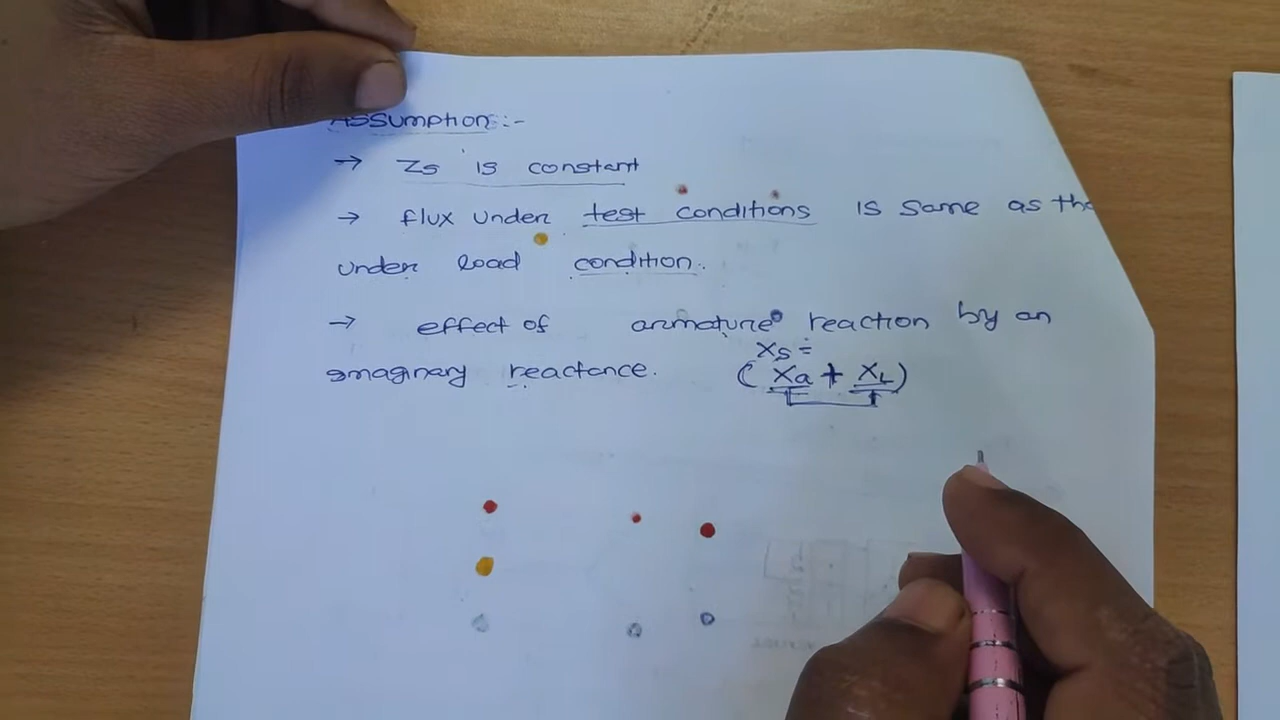 Assumption:-
→ Zs is constant
→ flux under test conditions is same as the
under load condition.
→ effect of armature reaction by an
imaginary reactance.
Xs =
(Xa + XL)